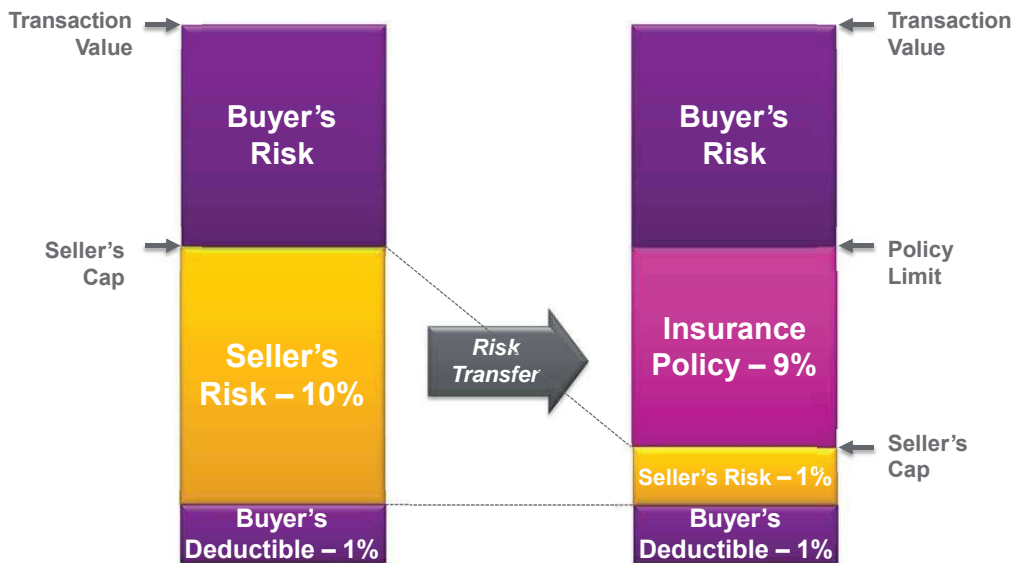 Transaction
Value
Buyer's
Risk
Seller's
Cap
Seller's
Risk – 10%
Buyer's
Deductible – 1%
Risk
Transfer
Transaction
Value
Buyer's
Risk
Policy
Limit
Insurance
Policy – 9%
Seller's
Cap
Seller's Risk – 1%
Buyer's
Deductible – 1%